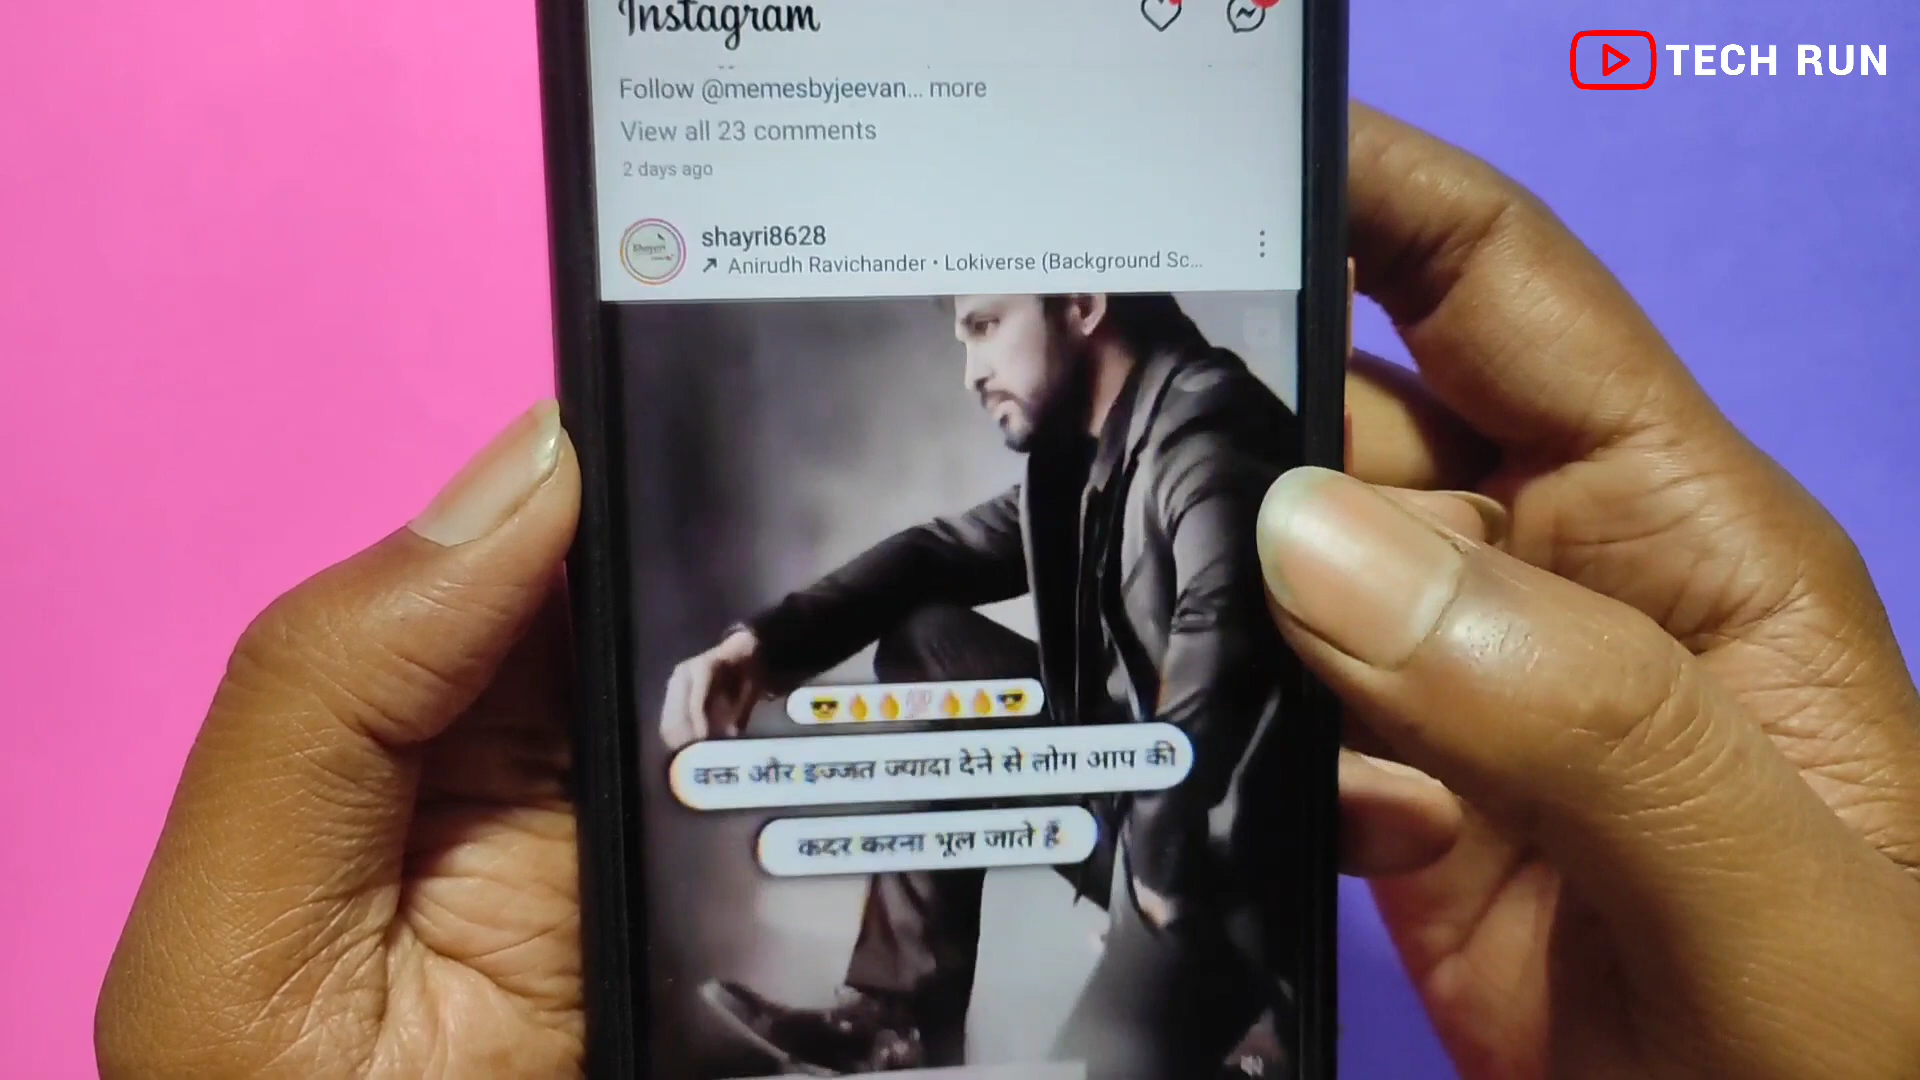 Instagram
TECH RUN
Follow @memesbyjeevan... more
View all 23 comments
2 days ago
shayri8628
Anirudh Ravichander • Lokiverse (Background Sc...
वक्त और इज्जत ज्यादा देने से लोग आप की
कदर करना भूल जाते हैं